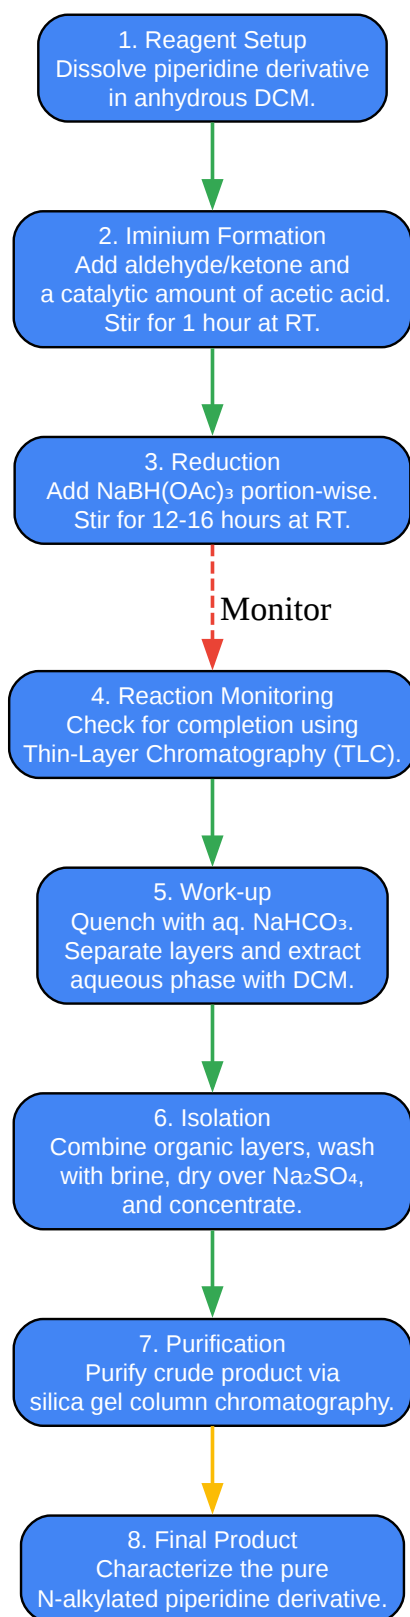 1. Reagent Setup
Dissolve piperidine derivative
in anhydrous DCM.
2. Iminium Formation
Add aldehyde/ketone and
a catalytic amount of acetic acid.
Stir for 1 hour at RT.
3. Reduction
Add NaBH(OAc)₃ portion-wise.
Stir for 12-16 hours at RT.
Monitor
4. Reaction Monitoring
Check for completion using
Thin-Layer Chromatography (TLC).
5. Work-up
Quench with aq. NaHCO₃.
Separate layers and extract
aqueous phase with DCM.
6. Isolation
Combine organic layers, wash
with brine, dry over Na₂SO₄,
and concentrate.
7. Purification
Purify crude product via
silica gel column chromatography.
8. Final Product
Characterize the pure
N-alkylated piperidine derivative.